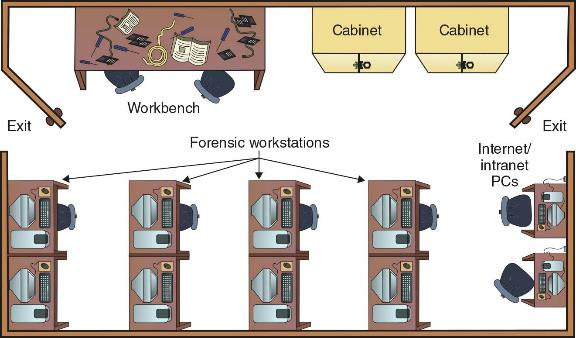 Cabinet
Cabinet
Workbench
Exit
Exit
Forensic workstations
Internet/
intranet
PCs